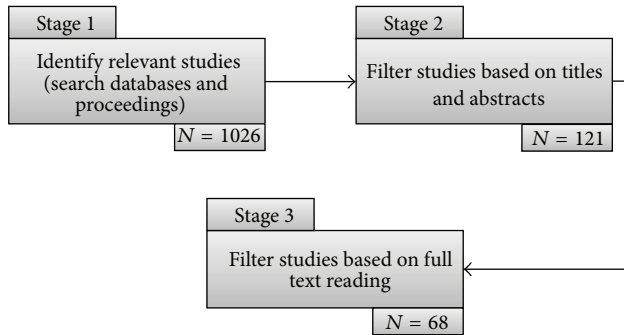 Stage 1
Identify relevant studies
(search databases and
proceedings)
N = 1026
Stage 2
Filter studies based on titles
and abstracts
N = 121
Stage 3
Filter studies based on full
text reading
N = 68